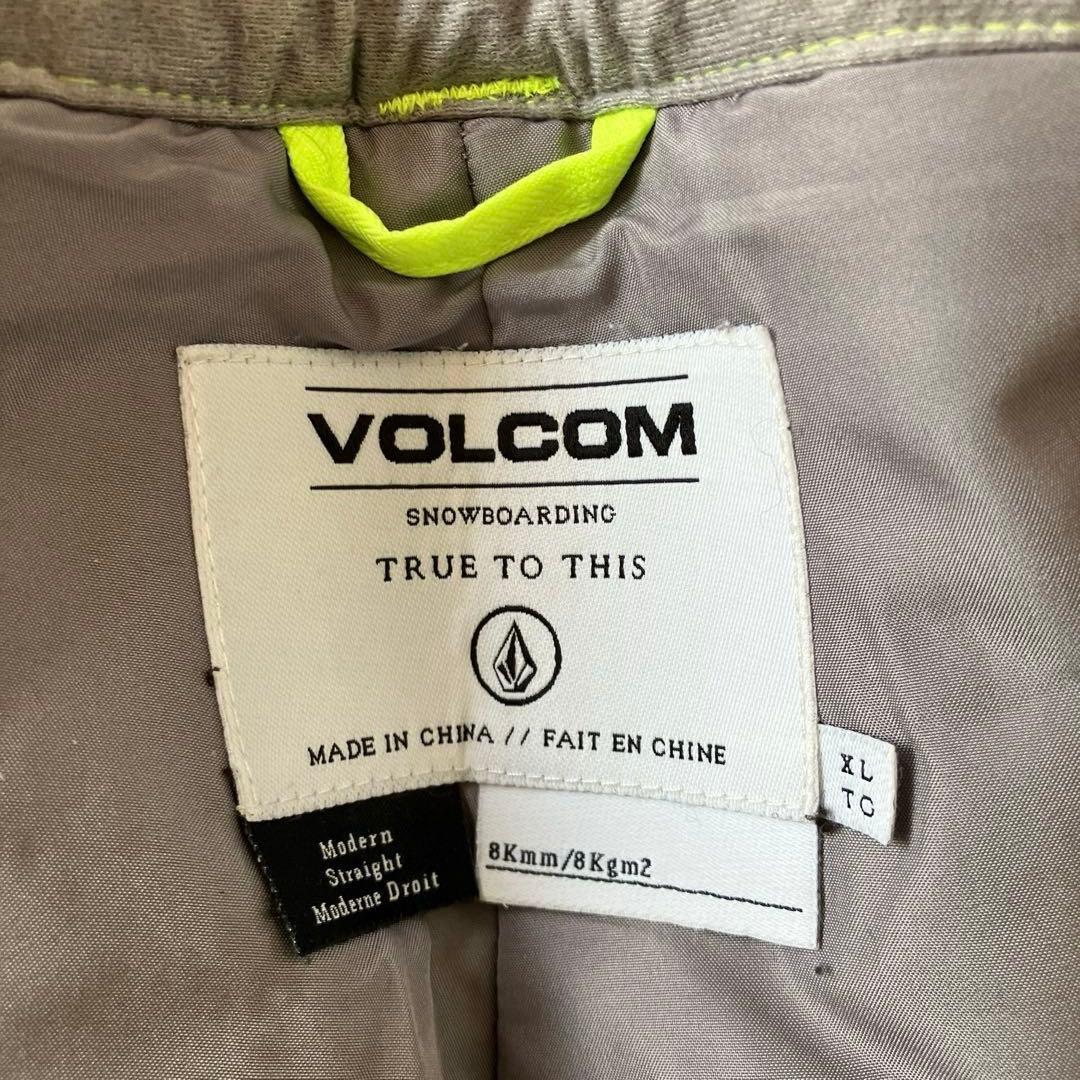 VOLCOM
SNOWBOARDING
TRUE TO THIS
MADE IN CHINA // FAIT EN CHINE
XL
TG
Modern
Straight
Moderne Droit
8Kmm/8Kgm2